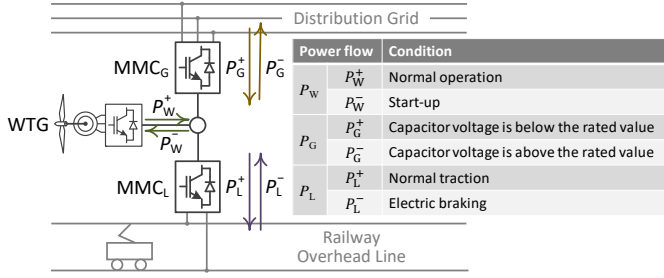 Distribution Grid
MMC_G
P_G^+
P_G^−
WTG
P_W^+
P_W^−
MMC_L
P_L^+
P_L^−
Railway
Overhead Line
Power flow Condition
P_W P_W^+ Normal operation
P_W^− Start-up
P_G P_G^+ Capacitor voltage is below the rated value
P_G^− Capacitor voltage is above the rated value
P_L P_L^+ Normal traction
P_L^− Electric braking